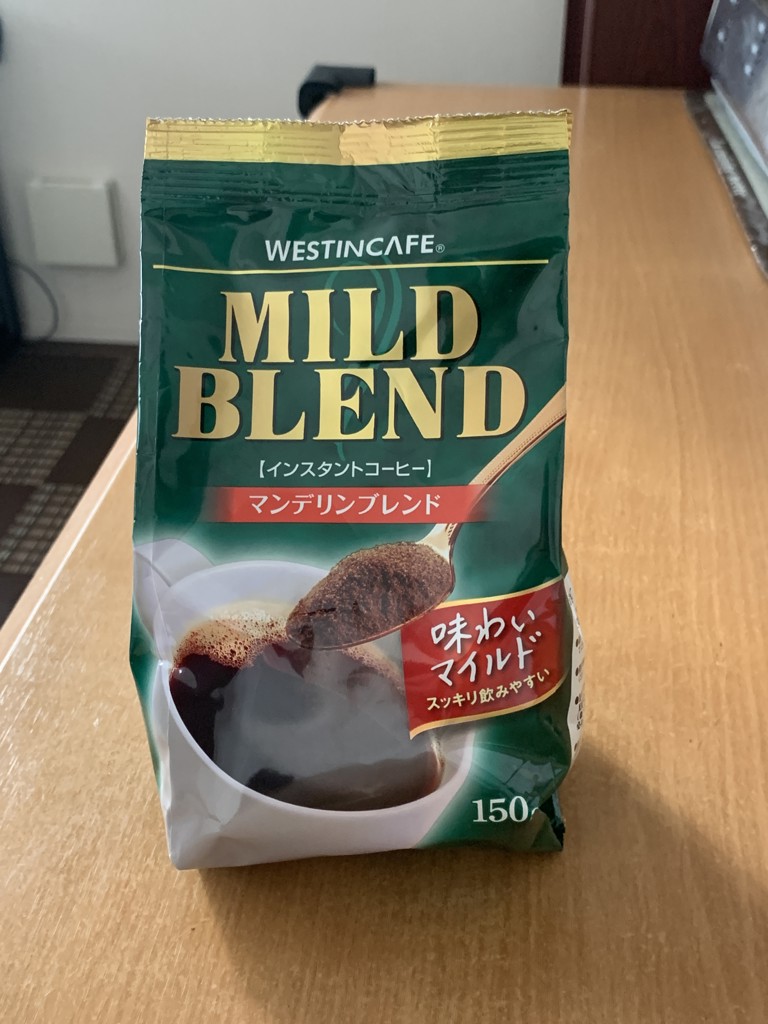 WESTINCAFE®
MILD
BLEND
【インスタントコーヒー】
マンデリンブレンド
味わい
マイルド
スッキリ飲みやすい
150